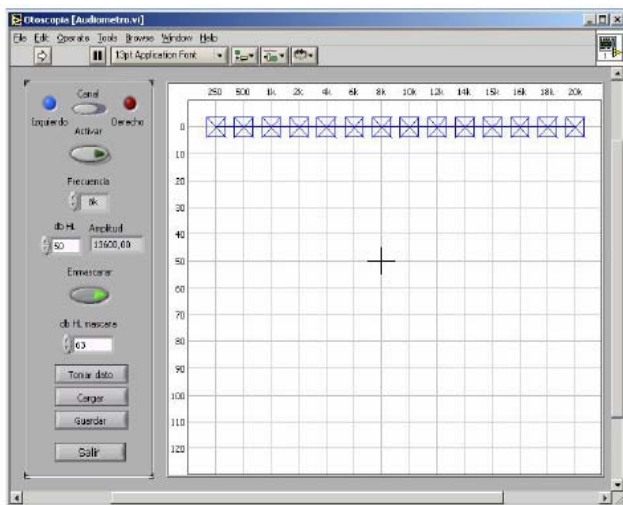 Otoscopia [Audiometro.vi]
File Edit Operate Tools Browse Window Help
13pt Application Font
1
Canal
Izquierdo Derecho
Activar
Frecuencia
8k
db HL Amplitud
50 13600,00
Enmascarar
db HL mascara
63
Tomar dato
Cargar
Guardar
Salir
250 500 1k 2k 4k 6k 8k 10k 12k 14k 16k 18k 20k
0
10
20
30
40
50
60
70
80
90
100
110
120